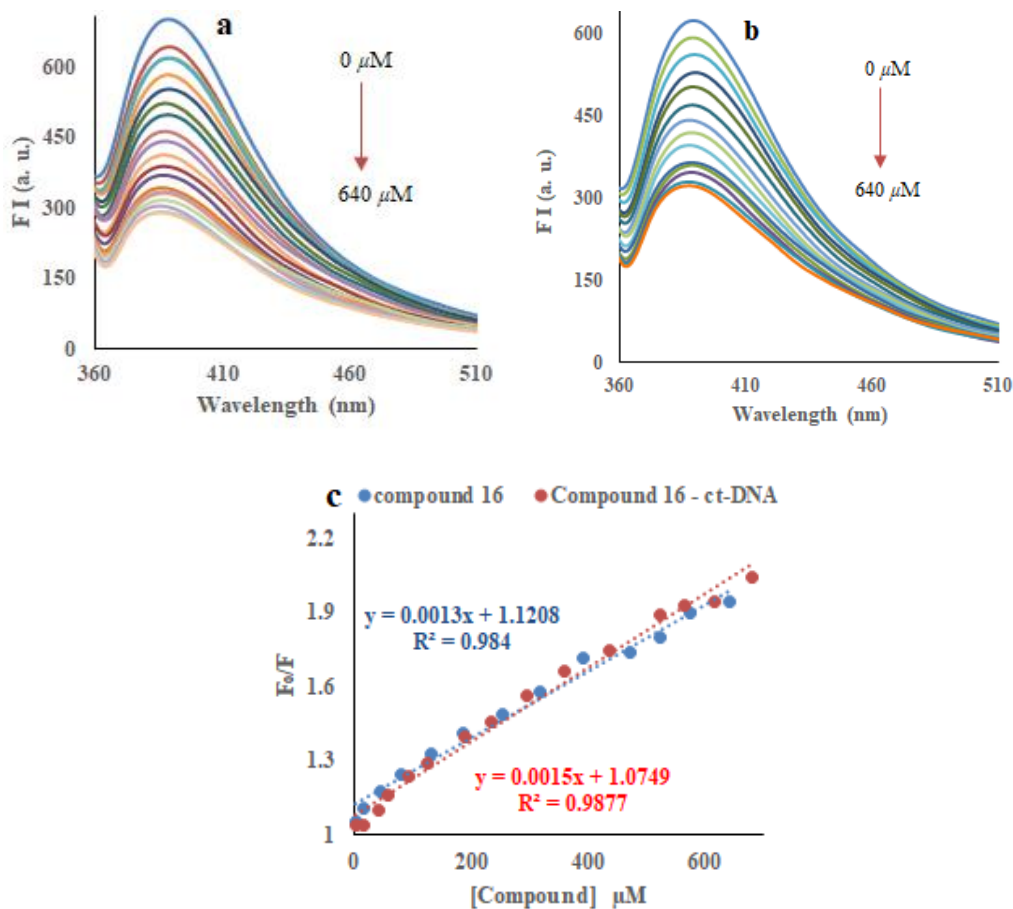 a
F I (a. u.)
600
450
300
150
0
0 μM
640 μM
360 410 460 510
Wavelength (nm)
b
F I (a. u.)
600
450
300
150
0
0 μM
640 μM
360 410 460 510
Wavelength (nm)
c
compound 16 Compound 16 - ct-DNA
F₀/F
2.2
1.9
1.6
1.3
1
y = 0.0013x + 1.1208
R² = 0.984
y = 0.0015x + 1.0749
R² = 0.9877
0 200 400 600
[Compound] μM